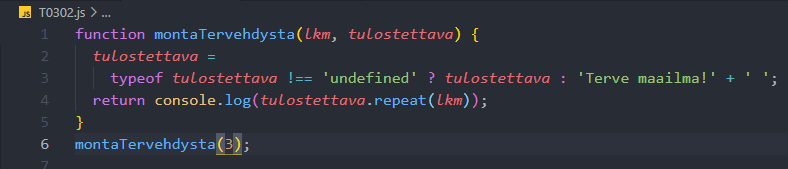 JS T0302.js > ...
1 function montaTervehdysta(lkm, tulostettava) {
2 tulostettava =
3 typeof tulostettava !== 'undefined' ? tulostettava : 'Terve maailma!' + ' ';
4 return console.log(tulostettava.repeat(lkm));
5 }
6 montaTervehdysta(3);
7